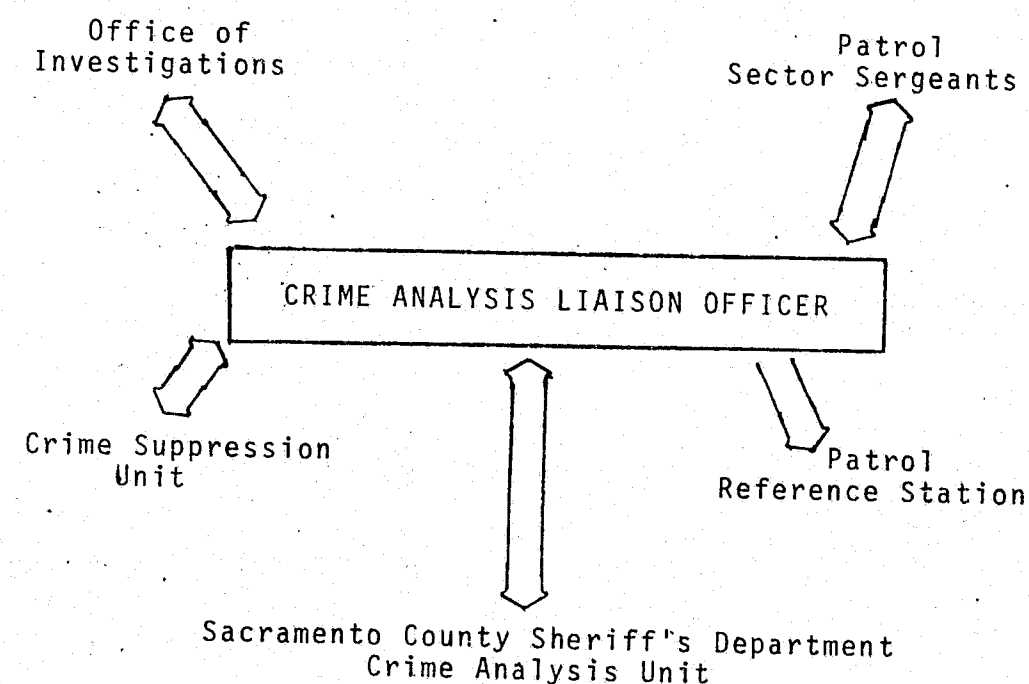 Office of
Investigations
Patrol
Sector Sergeants
CRIME ANALYSIS LIAISON OFFICER
Crime Suppression
Unit
Patrol
Reference Station
Sacramento County Sheriff's Department
Crime Analysis Unit